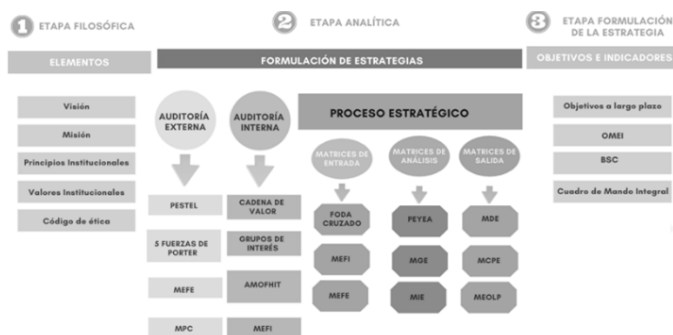 1 ETAPA FILOSÓFICA
2 ETAPA ANALÍTICA
3 ETAPA FORMULACIÓN
DE LA ESTRATEGIA
ELEMENTOS
FORMULACIÓN DE ESTRATEGIAS
OBJETIVOS E INDICADORES
Visión
Misión
Principios Institucionales
Valores Institucionales
Código de ética
AUDITORÍA
EXTERNA
PESTEL
5 FUERZAS DE
PORTER
MEFE
MPC
AUDITORÍA
INTERNA
CADENA DE
VALOR
GRUPOS DE
INTERÉS
AMOFHIT
MEFI
PROCESO ESTRATÉGICO
MATRICES DE
ENTRADA
FODA
CRUZADO
MEFI
MEFE
MATRICES DE
ANÁLISIS
PEYEA
MGE
MIE
MATRICES DE
SALIDA
MDE
MCPE
MEOLP
Objetivos a largo plazo
OMEI
BSC
Cuadro de Mando Integral